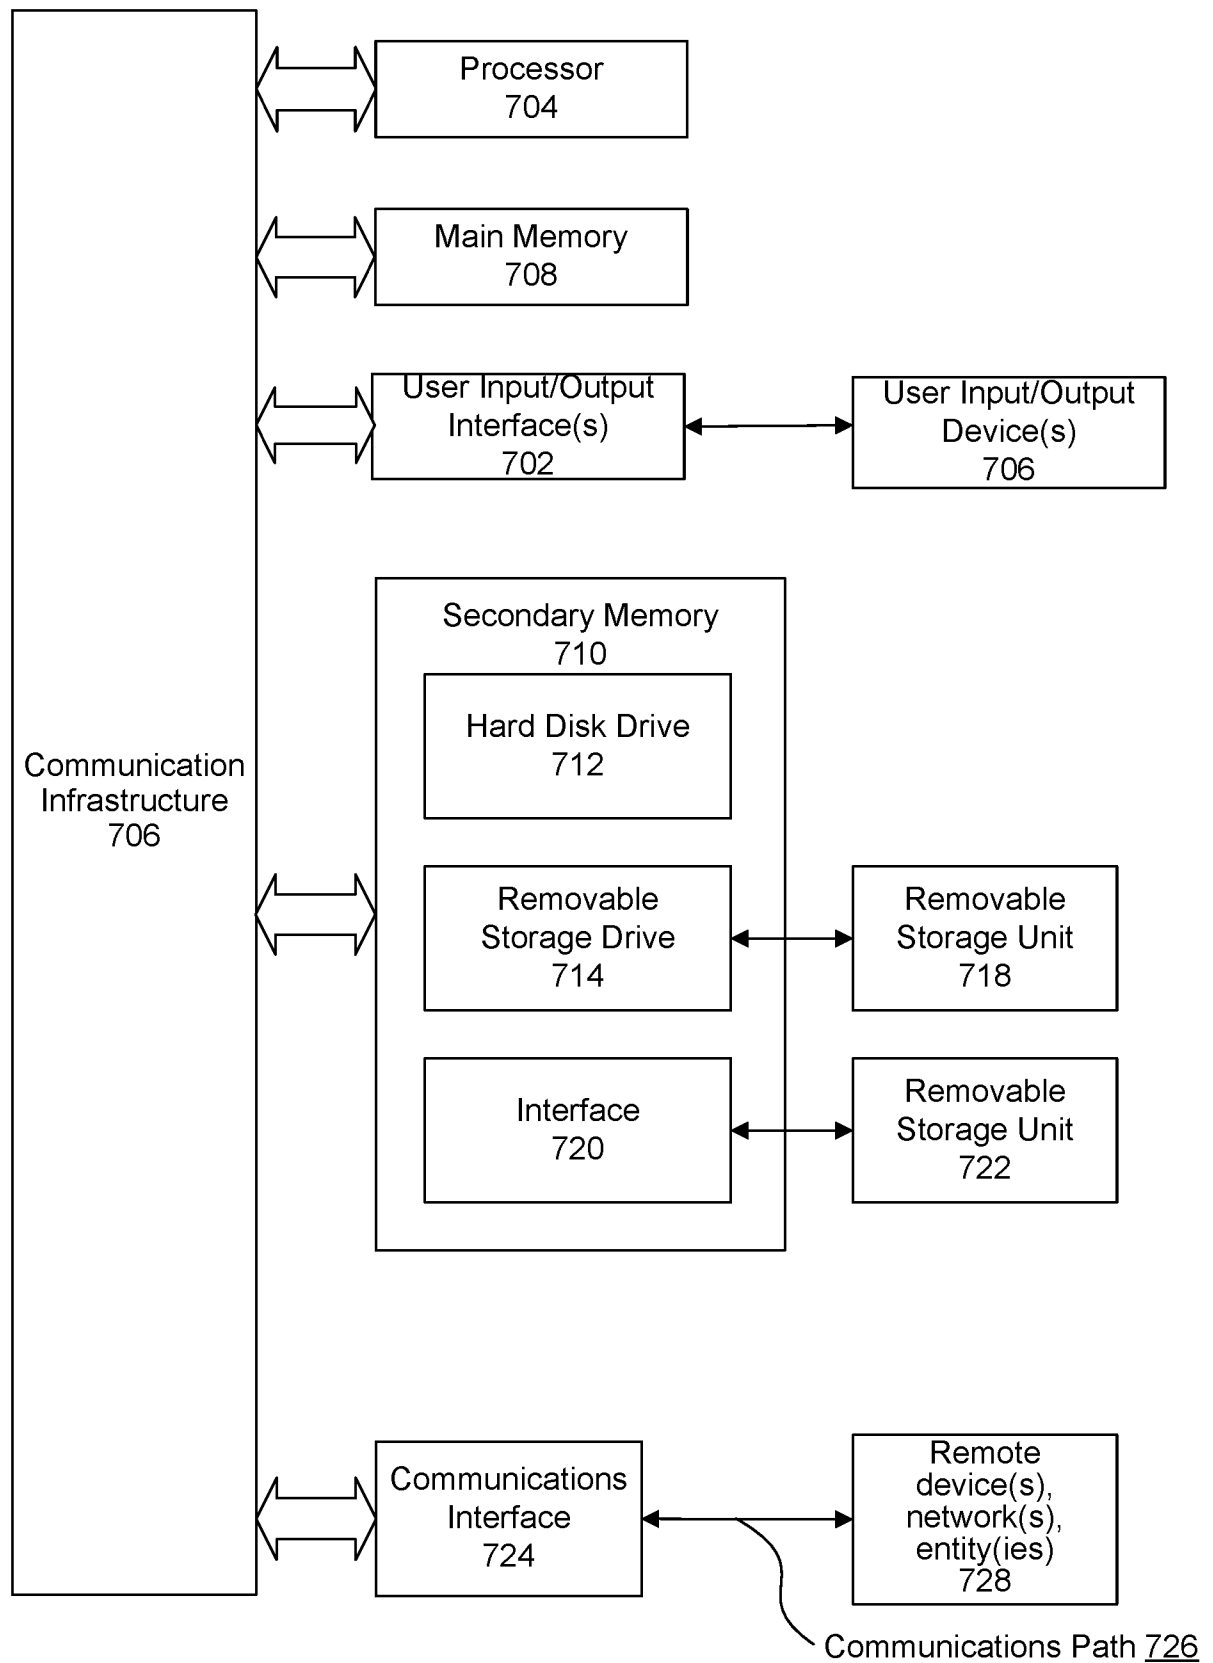 Processor
704
Main Memory
708
User Input/Output
Interface(s)
702
User Input/Output
Device(s)
706
Secondary Memory
710
Hard Disk Drive
712
Communication
Infrastructure
706
Removable
Storage Drive
714
Removable
Storage Unit
718
Interface
720
Removable
Storage Unit
722
Communications
Interface
724
Remote
device(s),
network(s),
entity(ies)
728
Communications Path 726